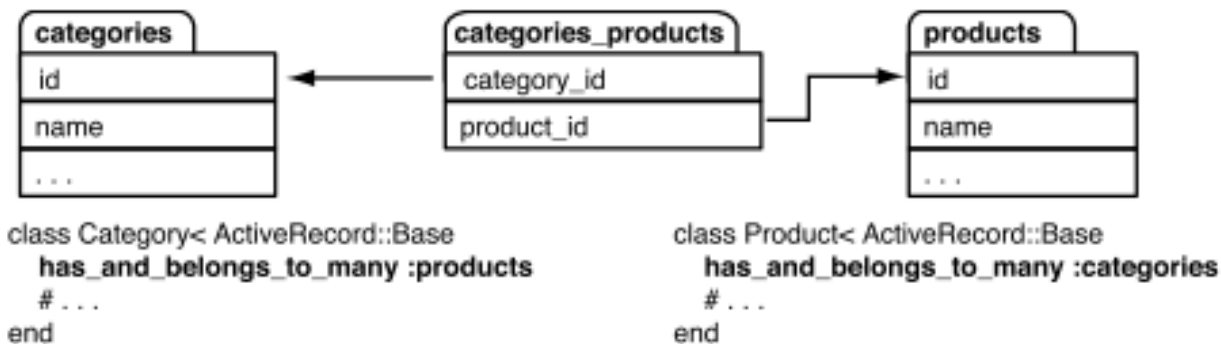 categories
id
name
. . .
categories_products
category_id
product_id
products
id
name
. . .
class Category< ActiveRecord::Base
has_and_belongs_to_many :products
# . . .
end
class Product< ActiveRecord::Base
has_and_belongs_to_many :categories
# . . .
end